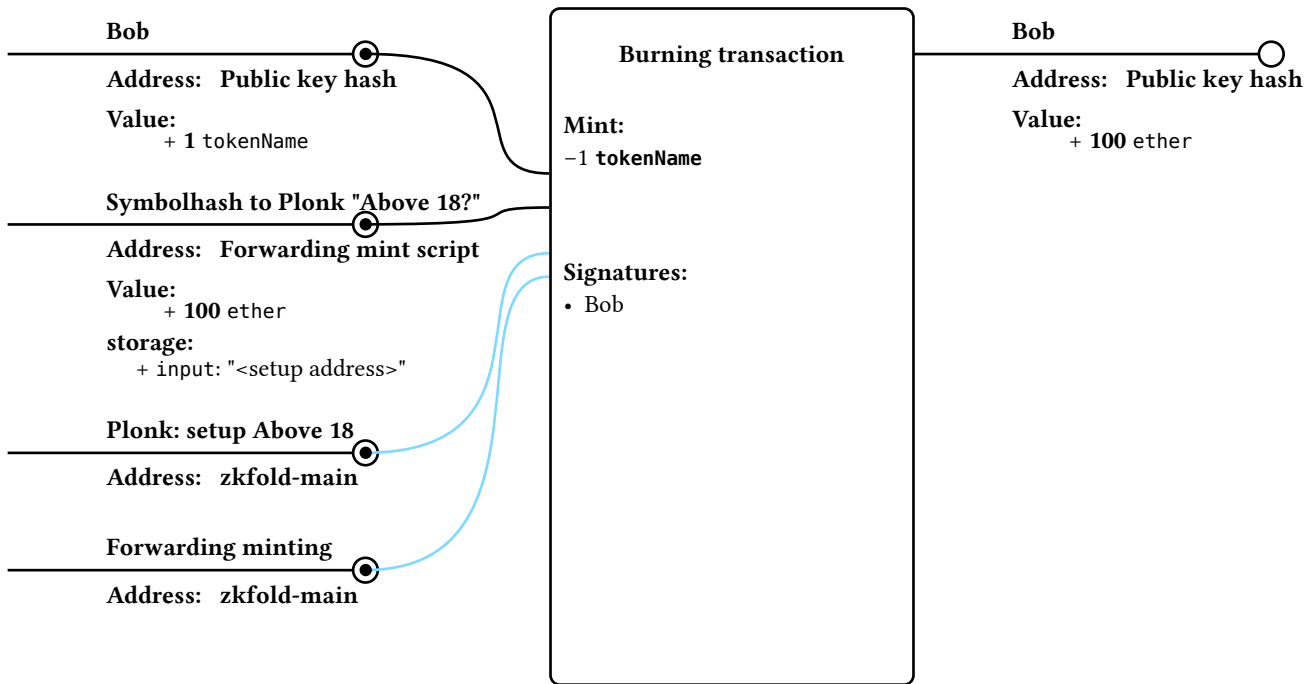 Bob
Address: Public key hash
Value:
+ 1 tokenName
Symbolhash to Plonk "Above 18?"
Address: Forwarding mint script
Value:
+ 100 ether
storage:
+ input: "<setup address>"
Plonk: setup Above 18
Address: zkfold-main
Forwarding minting
Address: zkfold-main
Burning transaction
Mint:
−1 tokenName
Signatures:
• Bob
Bob
Address: Public key hash
Value:
+ 100 ether